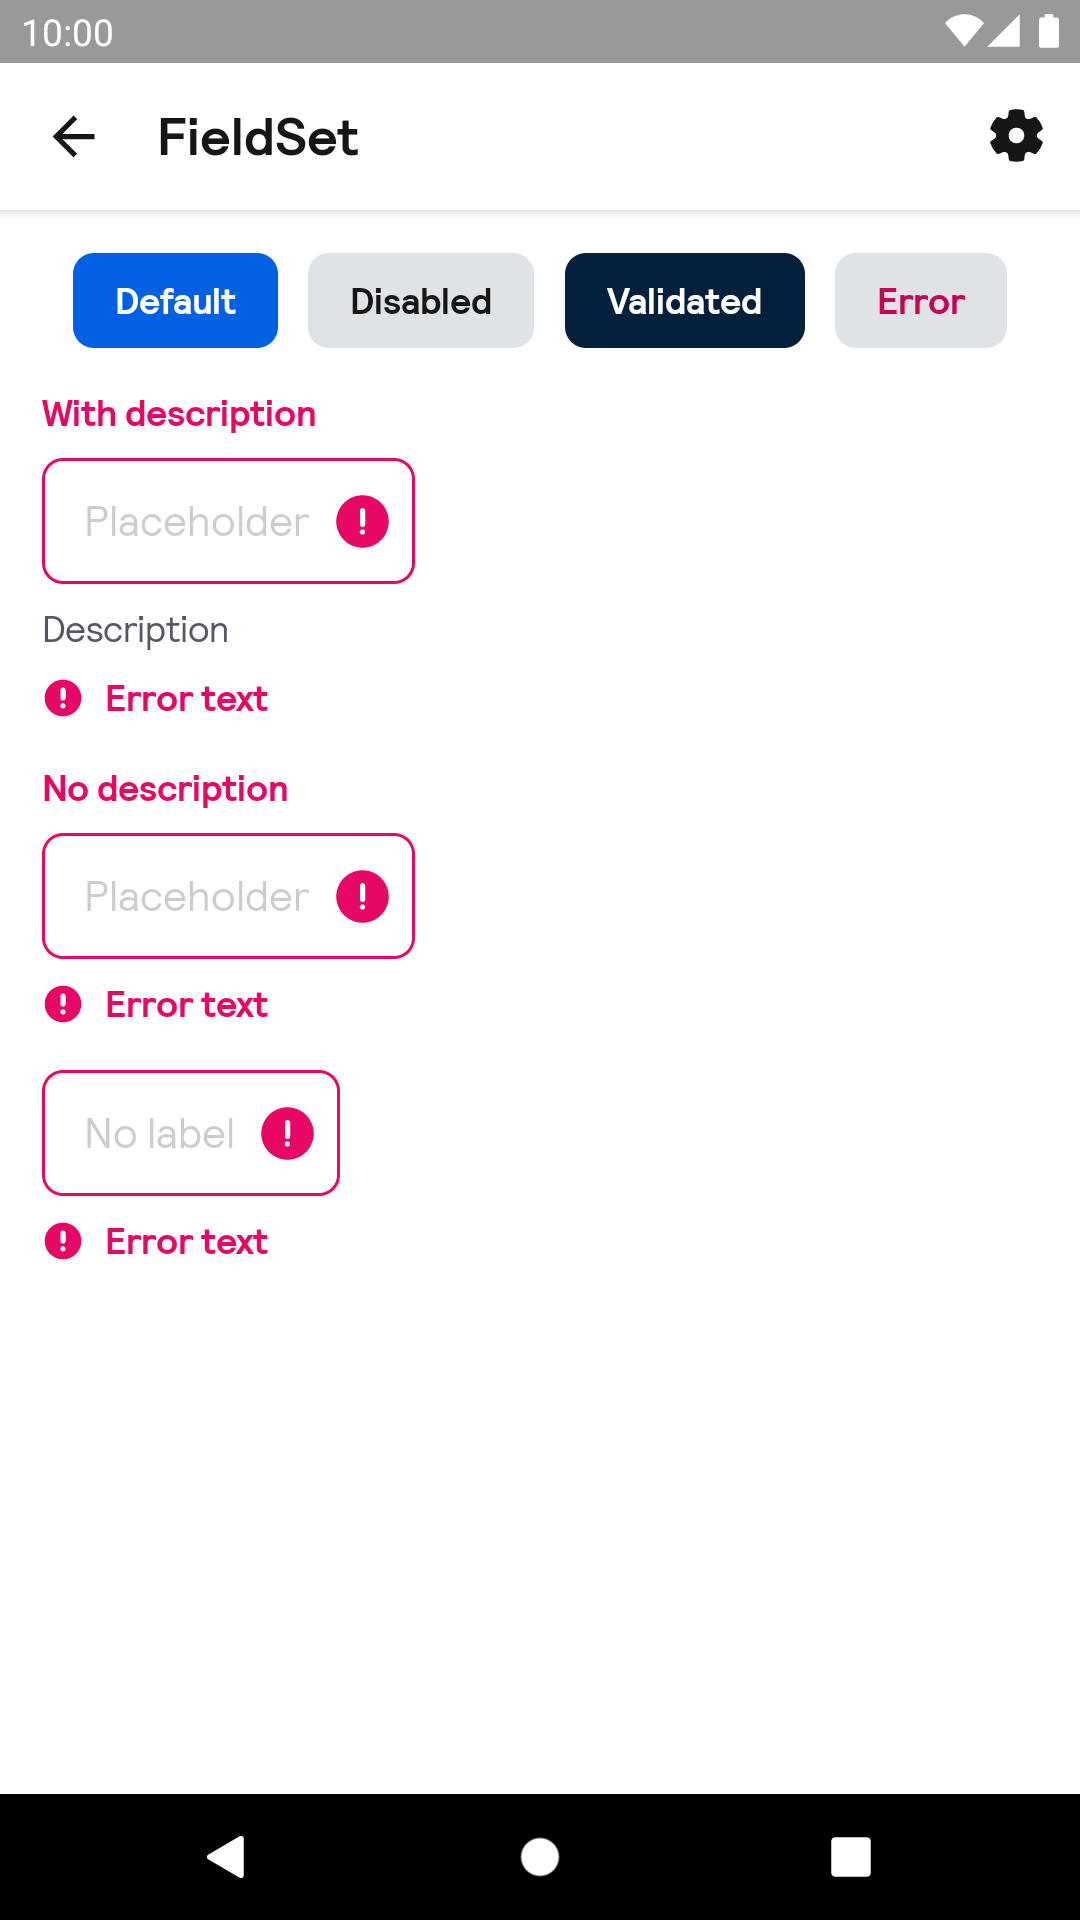 10:00
FieldSet
Default Disabled Validated Error
With description
Placeholder
Description
Error text
No description
Placeholder
Error text
No label
Error text